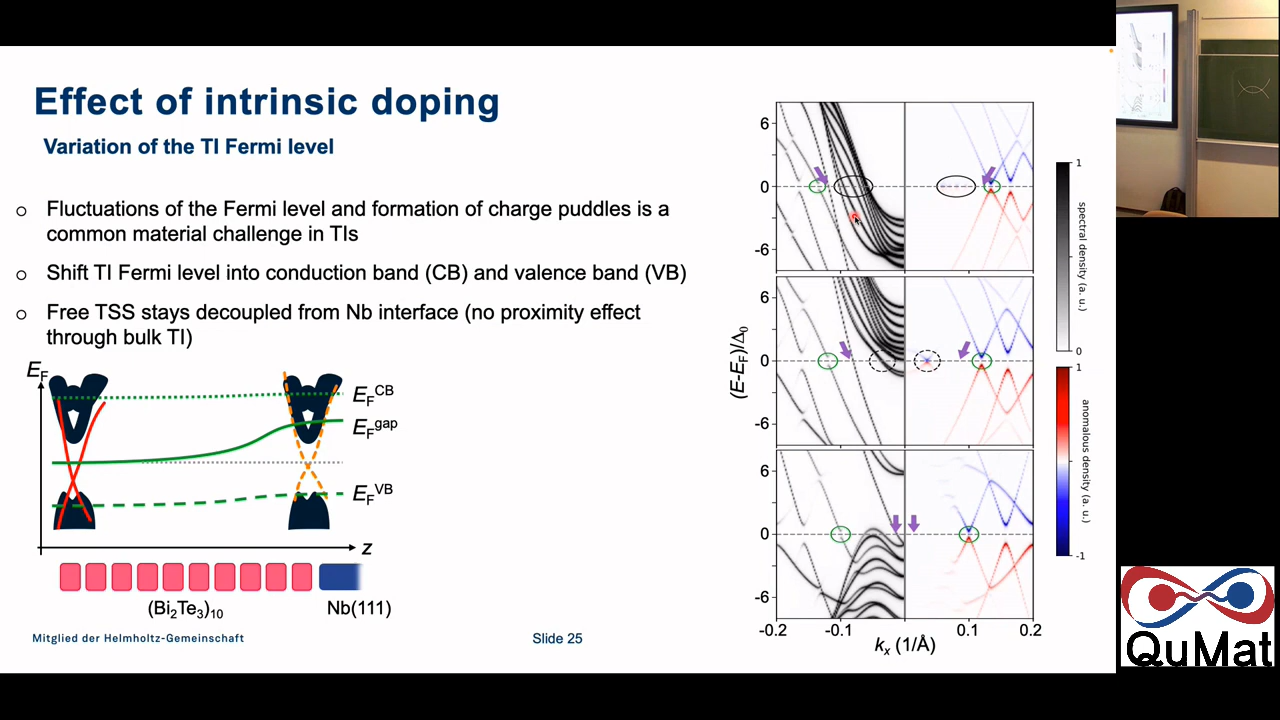 Effect of intrinsic doping
Variation of the TI Fermi level
o Fluctuations of the Fermi level and formation of charge puddles is a
common material challenge in TIs
o Shift TI Fermi level into conduction band (CB) and valence band (VB)
o Free TSS stays decoupled from Nb interface (no proximity effect
through bulk TI)
E_F
E_F^CB
E_F^gap
E_F^VB
z
(Bi₂Te₃)₁₀
Nb(111)
Mitglied der Helmholtz-Gemeinschaft
Slide 25
6
0
-6
6
0
-6
6
0
-6
(E-E_F)/Δ₀
-0.2
-0.1
0.1
0.2
k_x (1/Å)
1
0
spectral density (a. u.)
1
-1
anomalous density (a. u.)
QuMat